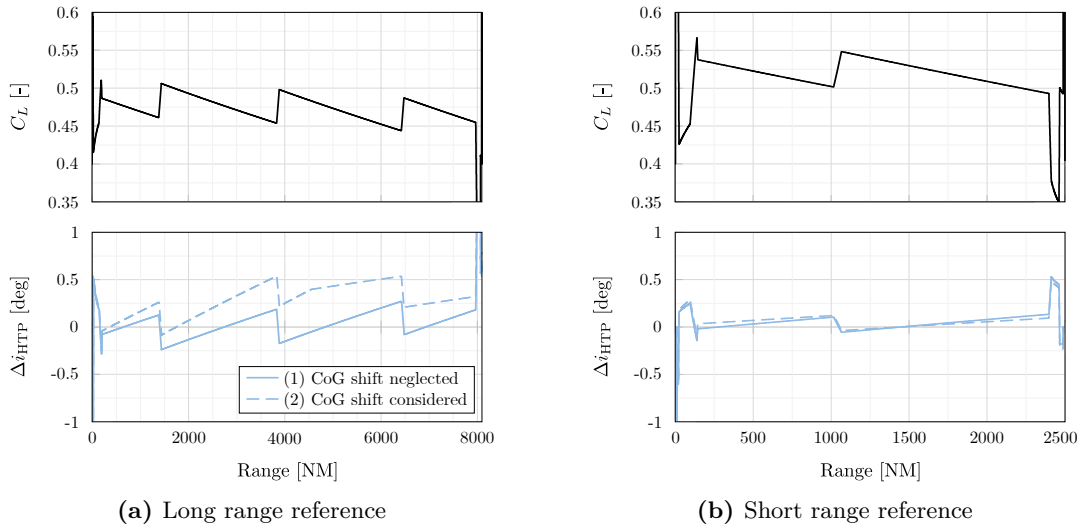 0.6
0.55
0.5
0.45
0.4
0.35
C_L [-]
0.6
0.55
0.5
0.45
0.4
0.35
C_L [-]
1
0.5
0
-0.5
-1
Δi_HTP [deg]
(1) CoG shift neglected
(2) CoG shift considered
0 2000 4000 6000 8000
Range [NM]
1
0.5
0
-0.5
-1
Δi_HTP [deg]
0 500 1000 1500 2000 2500
Range [NM]
(a) Long range reference
(b) Short range reference